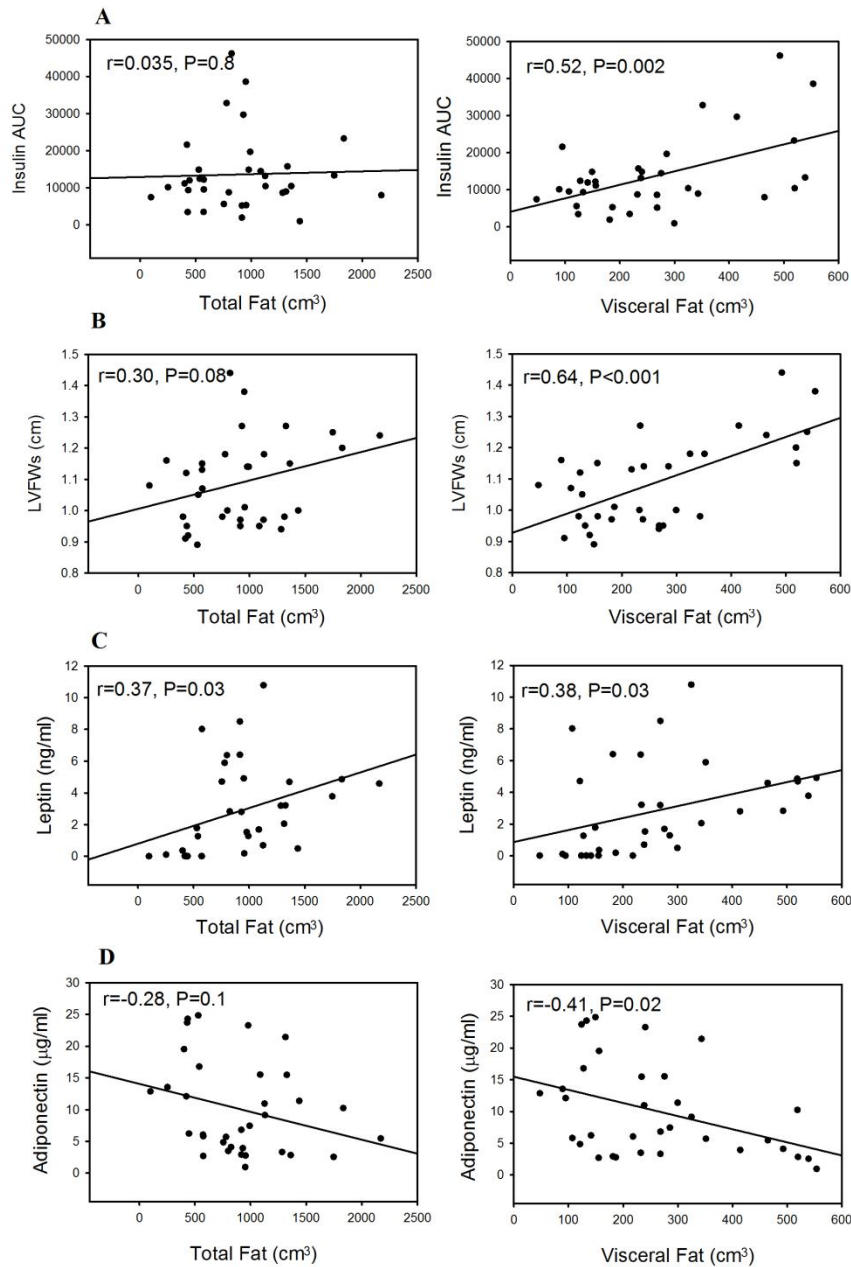 A
r=0.035, P=0.8
r=0.52, P=0.002
Insulin AUC
50000
40000
30000
20000
10000
0
0 500 1000 1500 2000 2500
Total Fat (cm³)
Insulin AUC
50000
40000
30000
20000
10000
0
0 100 200 300 400 500 600
Visceral Fat (cm³)
B
r=0.30, P=0.08
r=0.64, P<0.001
LVFWs (cm)
1.5
1.4
1.3
1.2
1.1
1.0
0.9
0.8
0 500 1000 1500 2000 2500
Total Fat (cm³)
LVFWs (cm)
1.5
1.4
1.3
1.2
1.1
1.0
0.9
0.8
0 100 200 300 400 500 600
Visceral Fat (cm³)
C
r=0.37, P=0.03
r=0.38, P=0.03
Leptin (ng/ml)
12
10
8
6
4
2
0
0 500 1000 1500 2000 2500
Total Fat (cm³)
Leptin (ng/ml)
12
10
8
6
4
2
0
0 100 200 300 400 500 600
Visceral Fat (cm³)
D
r=-0.28, P=0.1
r=-0.41, P=0.02
Adiponectin (µg/ml)
30
25
20
15
10
5
0
0 500 1000 1500 2000 2500
Total Fat (cm³)
Adiponectin (µg/ml)
30
25
20
15
10
5
0
0 100 200 300 400 500 600
Visceral Fat (cm³)